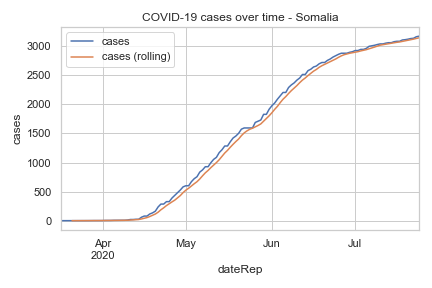 COVID-19 cases over time - Somalia
cases
cases (rolling)
3000
2500
2000
1500
1000
500
0
cases
Apr
2020
May
Jun
Jul
dateRep